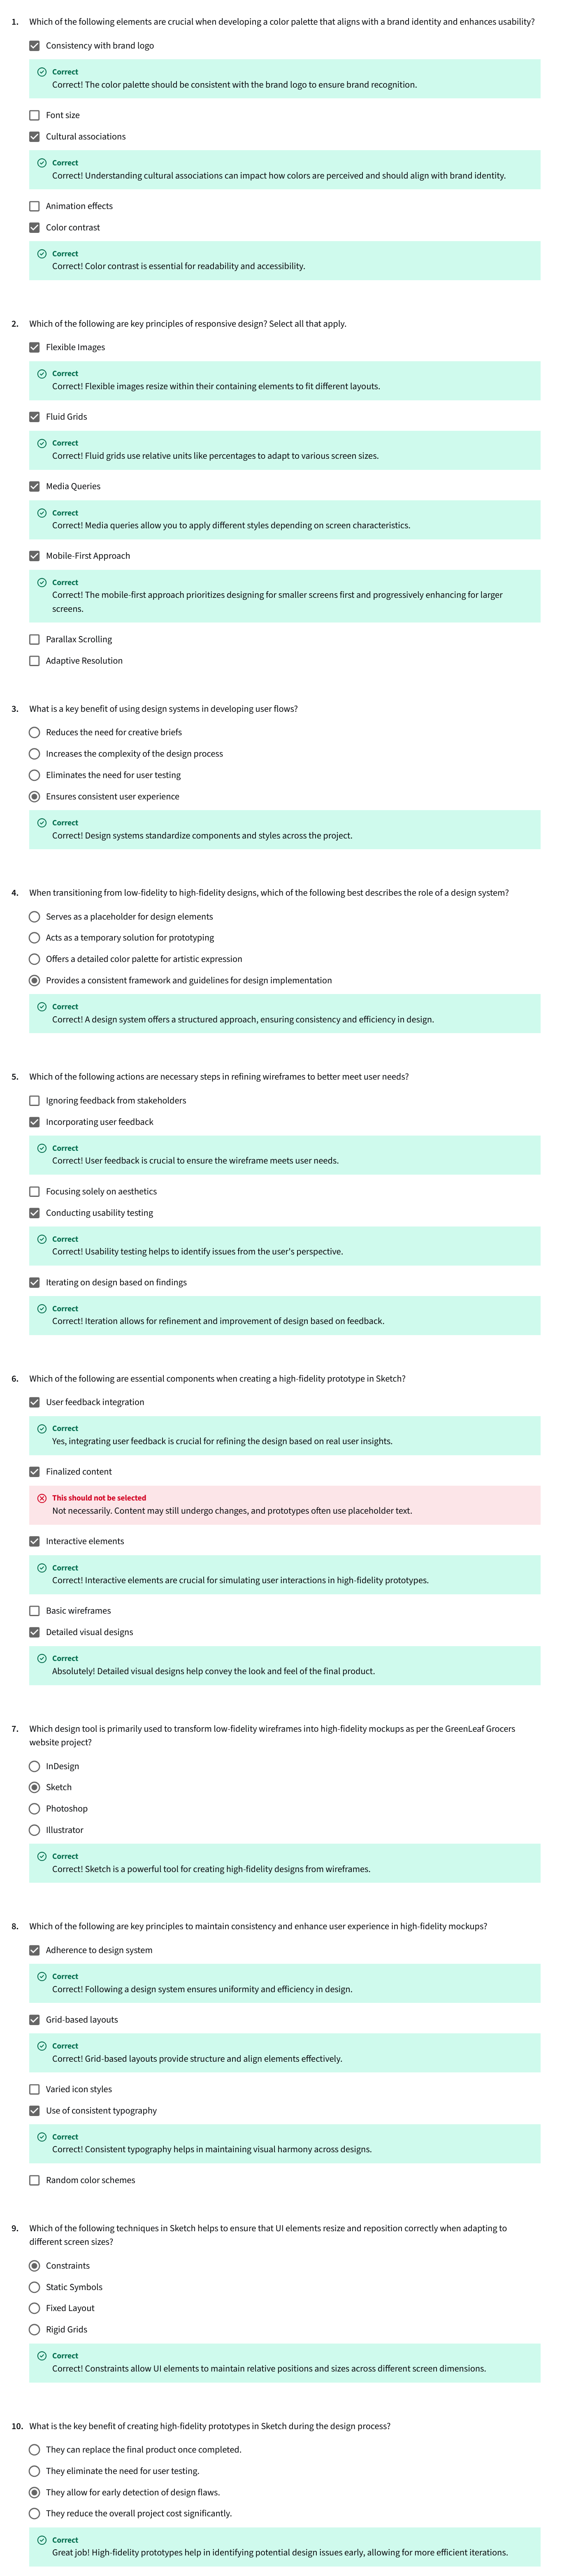 1. Which of the following elements are crucial when developing a color palette that aligns with a brand identity and enhances usability?
Consistency with brand logo
Correct
Correct! The color palette should be consistent with the brand logo to ensure brand recognition.
Font size
Cultural associations
Correct
Correct! Understanding cultural associations can impact how colors are perceived and should align with brand identity.
Animation effects
Color contrast
Correct
Correct! Color contrast is essential for readability and accessibility.
2. Which of the following are key principles of responsive design? Select all that apply.
Flexible Images
Correct
Correct! Flexible images resize within their containing elements to fit different layouts.
Fluid Grids
Correct
Correct! Fluid grids use relative units like percentages to adapt to various screen sizes.
Media Queries
Correct
Correct! Media queries allow you to apply different styles depending on screen characteristics.
Mobile-First Approach
Correct
Correct! The mobile-first approach prioritizes designing for smaller screens first and progressively enhancing for larger
screens.
Parallax Scrolling
Adaptive Resolution
3. What is a key benefit of using design systems in developing user flows?
Reduces the need for creative briefs
Increases the complexity of the design process
Eliminates the need for user testing
Ensures consistent user experience
Correct
Correct! Design systems standardize components and styles across the project.
4. When transitioning from low-fidelity to high-fidelity designs, which of the following best describes the role of a design system?
Serves as a placeholder for design elements
Acts as a temporary solution for prototyping
Offers a detailed color palette for artistic expression
Provides a consistent framework and guidelines for design implementation
Correct
Correct! A design system offers a structured approach, ensuring consistency and efficiency in design.
5. Which of the following actions are necessary steps in refining wireframes to better meet user needs?
Ignoring feedback from stakeholders
Incorporating user feedback
Correct
Correct! User feedback is crucial to ensure the wireframe meets user needs.
Focusing solely on aesthetics
Conducting usability testing
Correct
Correct! Usability testing helps to identify issues from the user's perspective.
Iterating on design based on findings
Correct
Correct! Iteration allows for refinement and improvement of design based on feedback.
6. Which of the following are essential components when creating a high-fidelity prototype in Sketch?
User feedback integration
Correct
Yes, integrating user feedback is crucial for refining the design based on real user insights.
Finalized content
This should not be selected
Not necessarily. Content may still undergo changes, and prototypes often use placeholder text.
Interactive elements
Correct
Correct! Interactive elements are crucial for simulating user interactions in high-fidelity prototypes.
Basic wireframes
Detailed visual designs
Correct
Absolutely! Detailed visual designs help convey the look and feel of the final product.
7. Which design tool is primarily used to transform low-fidelity wireframes into high-fidelity mockups as per the GreenLeaf Grocers
website project?
InDesign
Sketch
Photoshop
Illustrator
Correct
Correct! Sketch is a powerful tool for creating high-fidelity designs from wireframes.
8. Which of the following are key principles to maintain consistency and enhance user experience in high-fidelity mockups?
Adherence to design system
Correct
Correct! Following a design system ensures uniformity and efficiency in design.
Grid-based layouts
Correct
Correct! Grid-based layouts provide structure and align elements effectively.
Varied icon styles
Use of consistent typography
Correct
Correct! Consistent typography helps in maintaining visual harmony across designs.
Random color schemes
9. Which of the following techniques in Sketch helps to ensure that UI elements resize and reposition correctly when adapting to
different screen sizes?
Constraints
Static Symbols
Fixed Layout
Rigid Grids
Correct
Correct! Constraints allow UI elements to maintain relative positions and sizes across different screen dimensions.
10. What is the key benefit of creating high-fidelity prototypes in Sketch during the design process?
They can replace the final product once completed.
They eliminate the need for user testing.
They allow for early detection of design flaws.
They reduce the overall project cost significantly.
Correct
Great job! High-fidelity prototypes help in identifying potential design issues early, allowing for more efficient iterations.